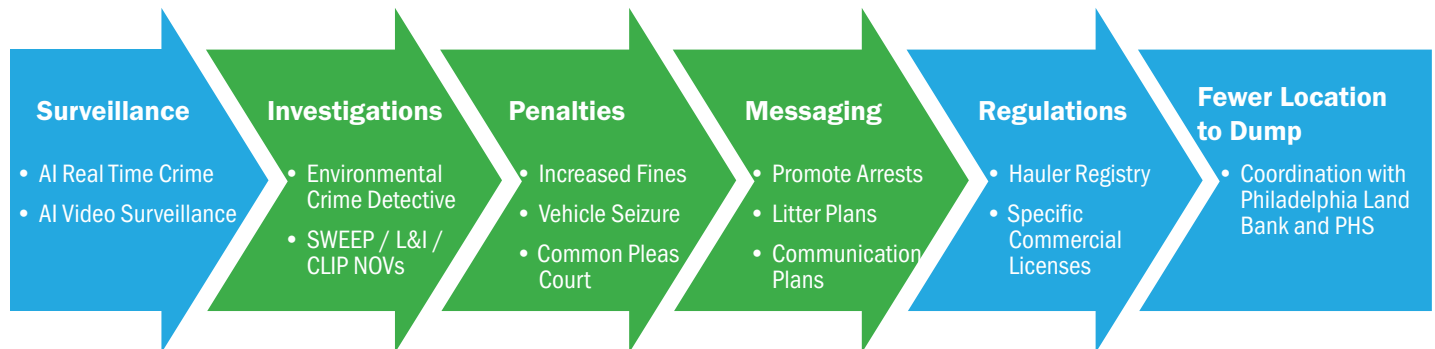 Surveillance
• AI Real Time Crime
• AI Video Surveillance
Investigations
• Environmental
Crime Detective
• SWEEP / L&I /
CLIP NOVs
Penalties
• Increased Fines
• Vehicle Seizure
• Common Pleas
Court
Messaging
• Promote Arrests
• Litter Plans
• Communication
Plans
Regulations
• Hauler Registry
• Specific
Commercial
Licenses
Fewer Location
to Dump
• Coordination with
Philadelphia Land
Bank and PHS